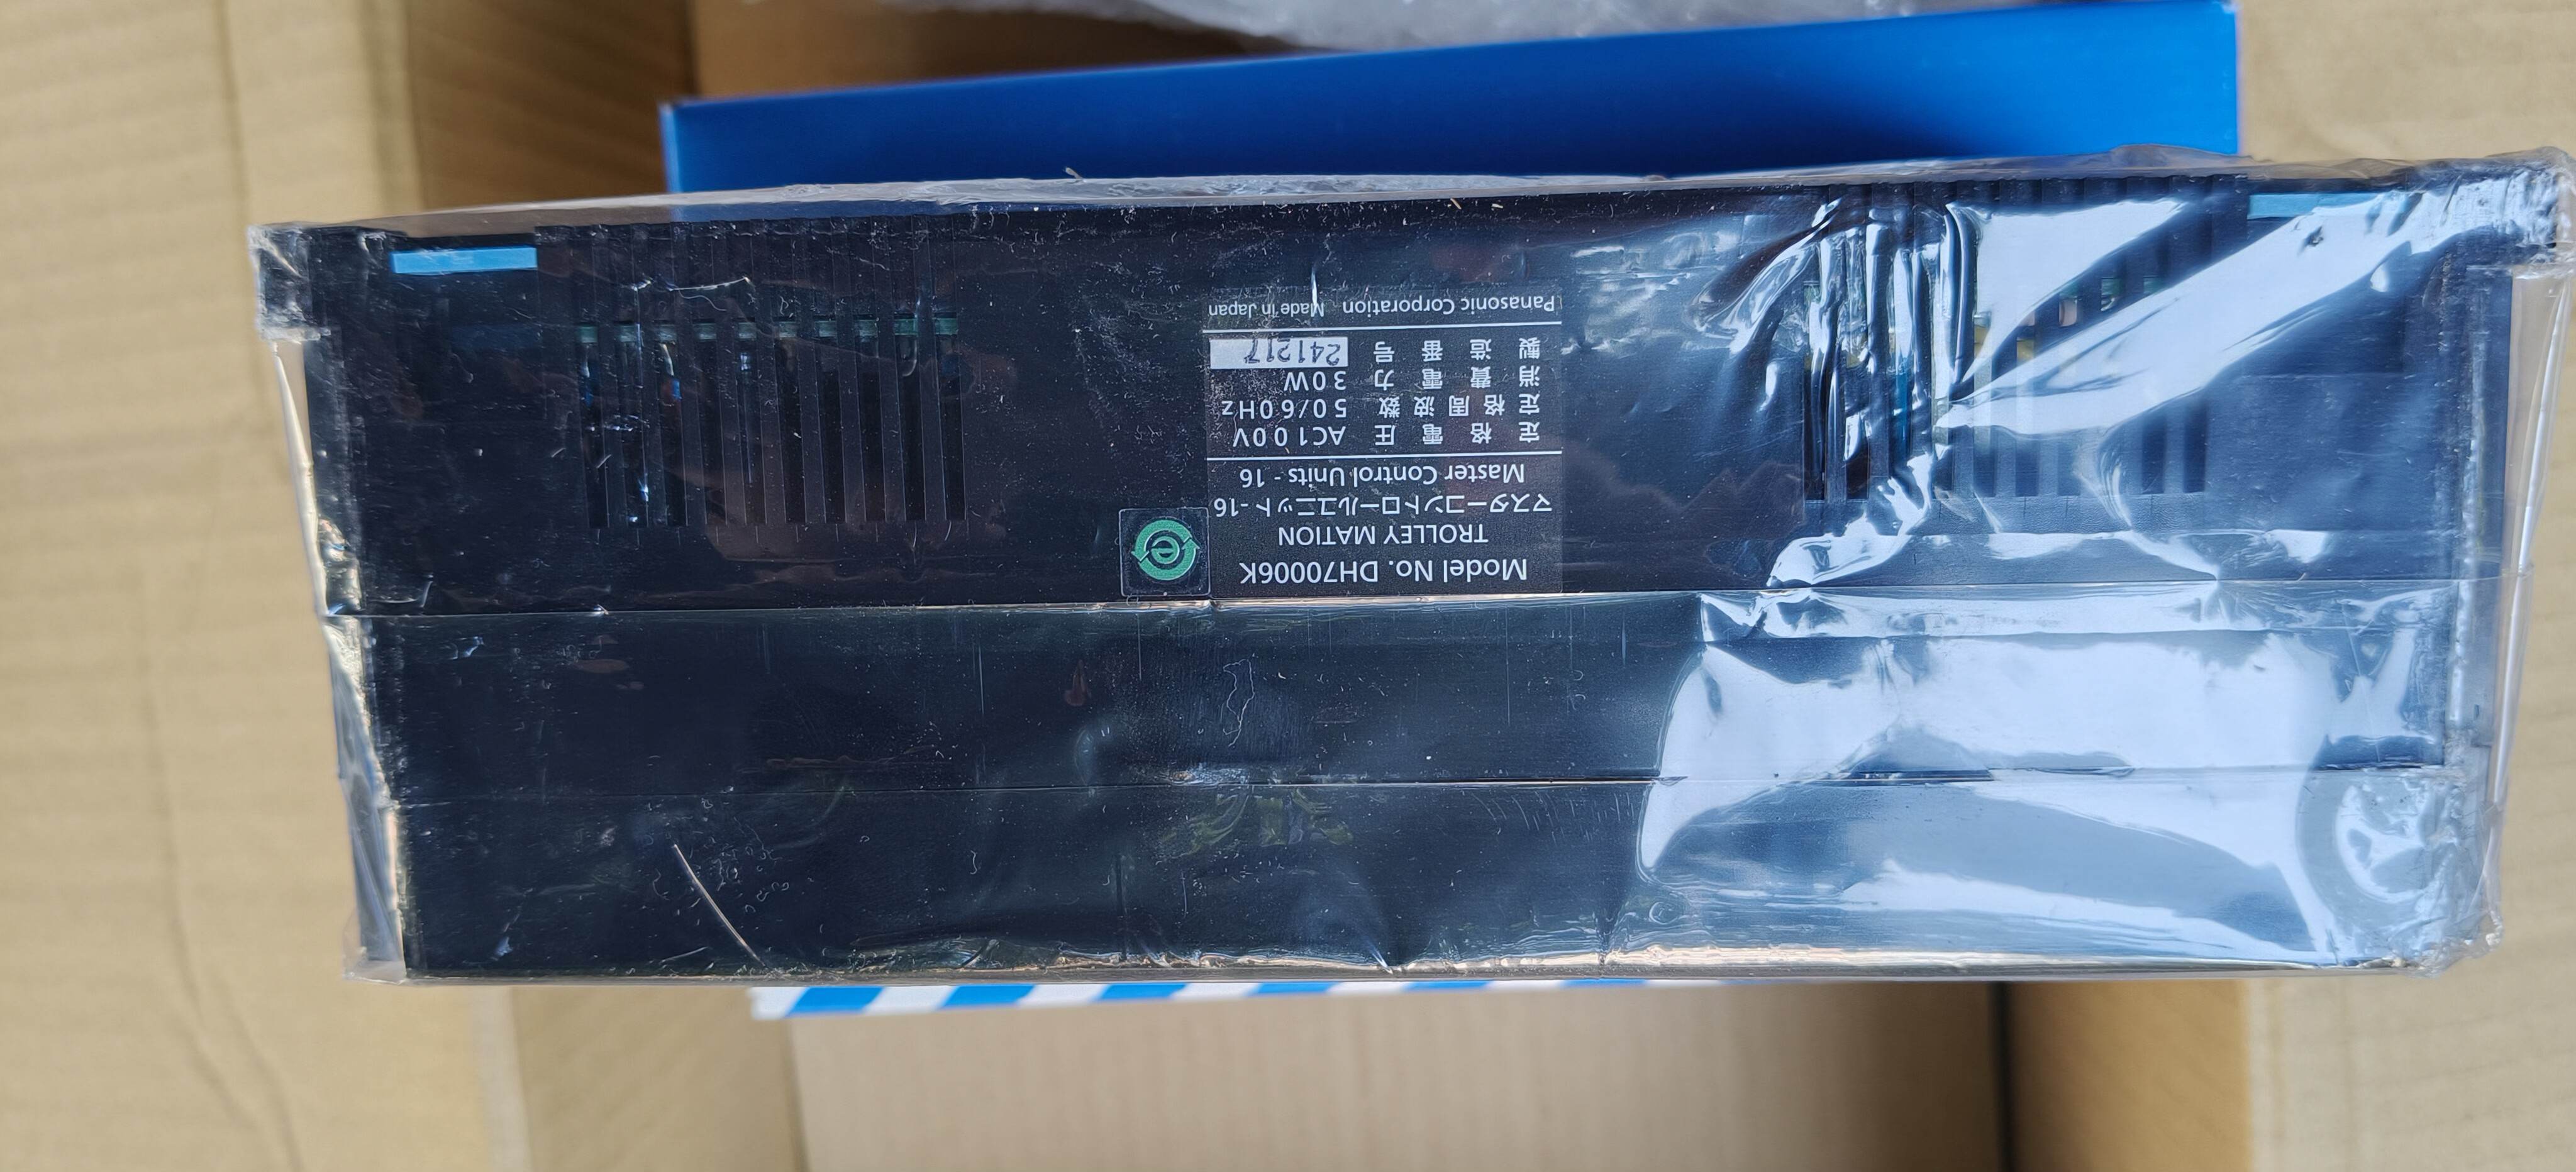 Model No. DH70006K
TROLLEY MATION
マスターコントロールユニット-16
Master Control Units - 16
定格電圧 AC100V
定格周波数 50/60Hz
消費電力 30W
製造番号 241217
Panasonic Corporation Made in Japan
e